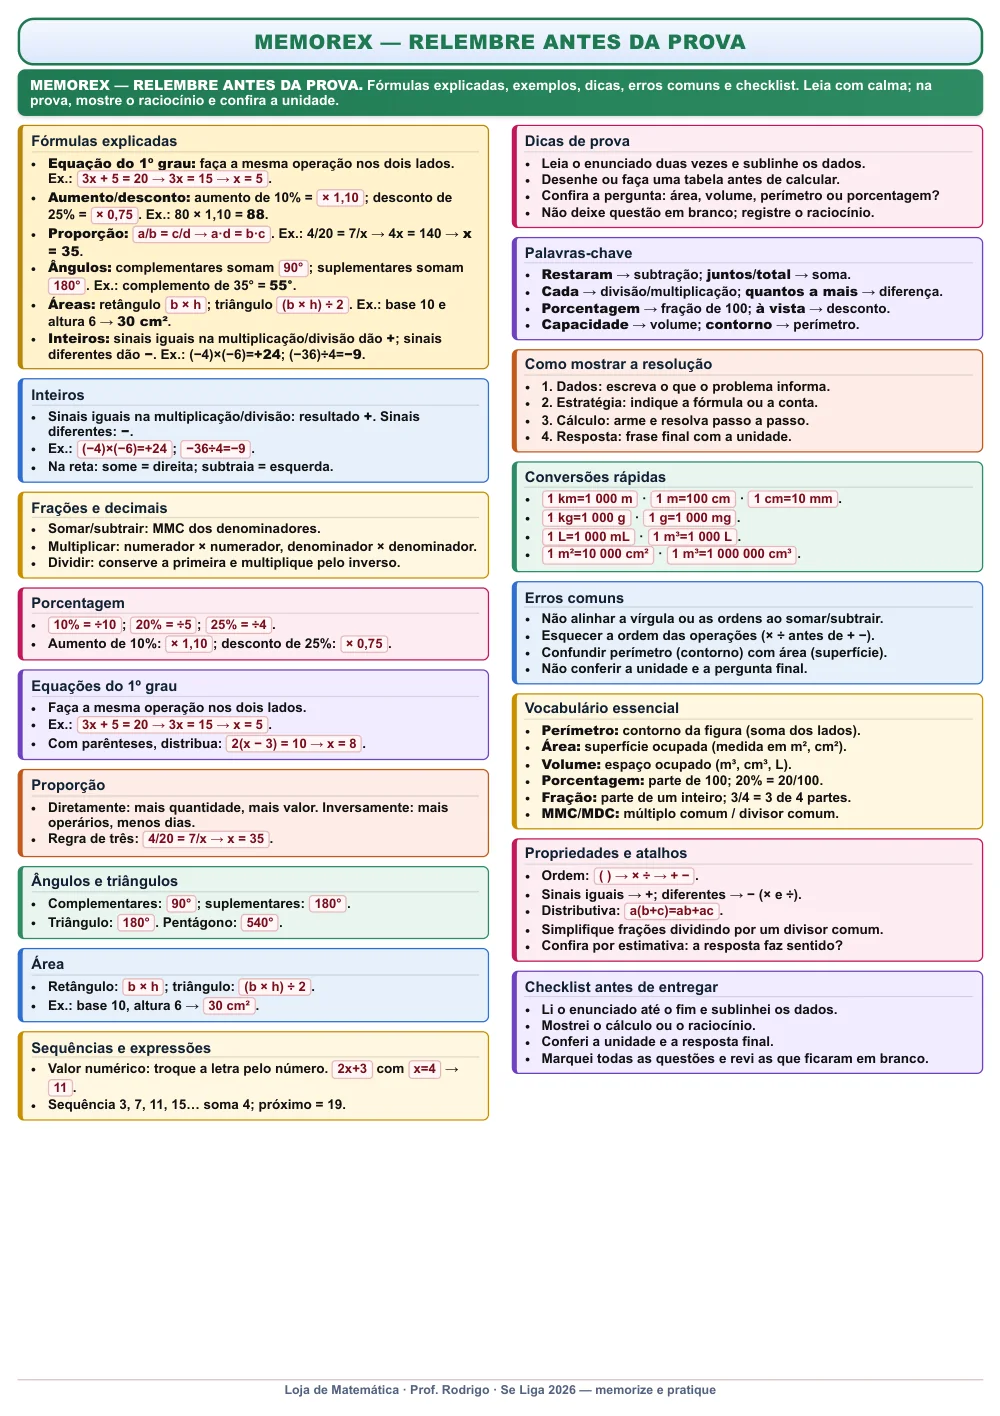 MEMOREX — RELEMBRE ANTES DA PROVA
MEMOREX — RELEMBRE ANTES DA PROVA. Fórmulas explicadas, exemplos, dicas, erros comuns e checklist. Leia com calma; na
prova, mostre o raciocínio e confira a unidade.
Fórmulas explicadas
• Equação do 1º grau: faça a mesma operação nos dois lados.
Ex.: 3x + 5 = 20 → 3x = 15 → x = 5.
• Aumento/desconto: aumento de 10% = × 1,10; desconto de
25% = × 0,75. Ex.: 80 × 1,10 = 88.
• Proporção: a/b = c/d → a·d = b·c. Ex.: 4/20 = 7/x → 4x = 140 → x
= 35.
• Ângulos: complementares somam 90°; suplementares somam
180°. Ex.: complemento de 35° = 55°.
• Áreas: retângulo b × h; triângulo (b × h) ÷ 2. Ex.: base 10 e
altura 6 → 30 cm².
• Inteiros: sinais iguais na multiplicação/divisão dão +; sinais
diferentes dão −. Ex.: (−4)×(−6)=+24; (−36)÷4=−9.
Inteiros
• Sinais iguais na multiplicação/divisão: resultado +. Sinais
diferentes: −.
• Ex.: (−4)×(−6)=+24; −36÷4=−9.
• Na reta: some = direita; subtraia = esquerda.
Frações e decimais
• Somar/subtrair: MMC dos denominadores.
• Multiplicar: numerador × numerador, denominador × denominador.
• Dividir: conserve a primeira e multiplique pelo inverso.
Porcentagem
• 10% = ÷10; 20% = ÷5; 25% = ÷4.
• Aumento de 10%: × 1,10; desconto de 25%: × 0,75.
Equações do 1º grau
• Faça a mesma operação nos dois lados.
• Ex.: 3x + 5 = 20 → 3x = 15 → x = 5.
• Com parênteses, distribua: 2(x − 3) = 10 → x = 8.
Proporção
• Diretamente: mais quantidade, mais valor. Inversamente: mais
operários, menos dias.
• Regra de três: 4/20 = 7/x → x = 35.
Ângulos e triângulos
• Complementares: 90°; suplementares: 180°.
• Triângulo: 180°. Pentágono: 540°.
Área
• Retângulo: b × h; triângulo: (b × h) ÷ 2.
• Ex.: base 10, altura 6 → 30 cm².
Sequências e expressões
• Valor numérico: troque a letra pelo número. 2x+3 com x=4 →
11.
• Sequência 3, 7, 11, 15… soma 4; próximo = 19.
Dicas de prova
• Leia o enunciado duas vezes e sublinhe os dados.
• Desenhe ou faça uma tabela antes de calcular.
• Confira a pergunta: área, volume, perímetro ou porcentagem?
• Não deixe questão em branco; registre o raciocínio.
Palavras-chave
• Restaram → subtração; juntos/total → soma.
• Cada → divisão/multiplicação; quantos a mais → diferença.
• Porcentagem → fração de 100; à vista → desconto.
• Capacidade → volume; contorno → perímetro.
Como mostrar a resolução
• 1. Dados: escreva o que o problema informa.
• 2. Estratégia: indique a fórmula ou a conta.
• 3. Cálculo: arme e resolva passo a passo.
• 4. Resposta: frase final com a unidade.
Conversões rápidas
• 1 km=1 000 m · 1 m=100 cm · 1 cm=10 mm.
• 1 kg=1 000 g · 1 g=1 000 mg.
• 1 L=1 000 mL · 1 m³=1 000 L.
• 1 m²=10 000 cm² · 1 m³=1 000 000 cm³.
Erros comuns
• Não alinhar a vírgula ou as ordens ao somar/subtrair.
• Esquecer a ordem das operações (× ÷ antes de + −).
• Confundir perímetro (contorno) com área (superfície).
• Não conferir a unidade e a pergunta final.
Vocabulário essencial
• Perímetro: contorno da figura (soma dos lados).
• Área: superfície ocupada (medida em m², cm²).
• Volume: espaço ocupado (m³, cm³, L).
• Porcentagem: parte de 100; 20% = 20/100.
• Fração: parte de um inteiro; 3/4 = 3 de 4 partes.
• MMC/MDC: múltiplo comum / divisor comum.
Propriedades e atalhos
• Ordem: ( ) → × ÷ → + −.
• Sinais iguais → +; diferentes → − (× e ÷).
• Distributiva: a(b+c)=ab+ac.
• Simplifique frações dividindo por um divisor comum.
• Confira por estimativa: a resposta faz sentido?
Checklist antes de entregar
• Li o enunciado até o fim e sublinhei os dados.
• Mostrei o cálculo ou o raciocínio.
• Conferi a unidade e a resposta final.
• Marquei todas as questões e revi as que ficaram em branco.
Loja de Matemática · Prof. Rodrigo · Se Liga 2026 — memorize e pratique